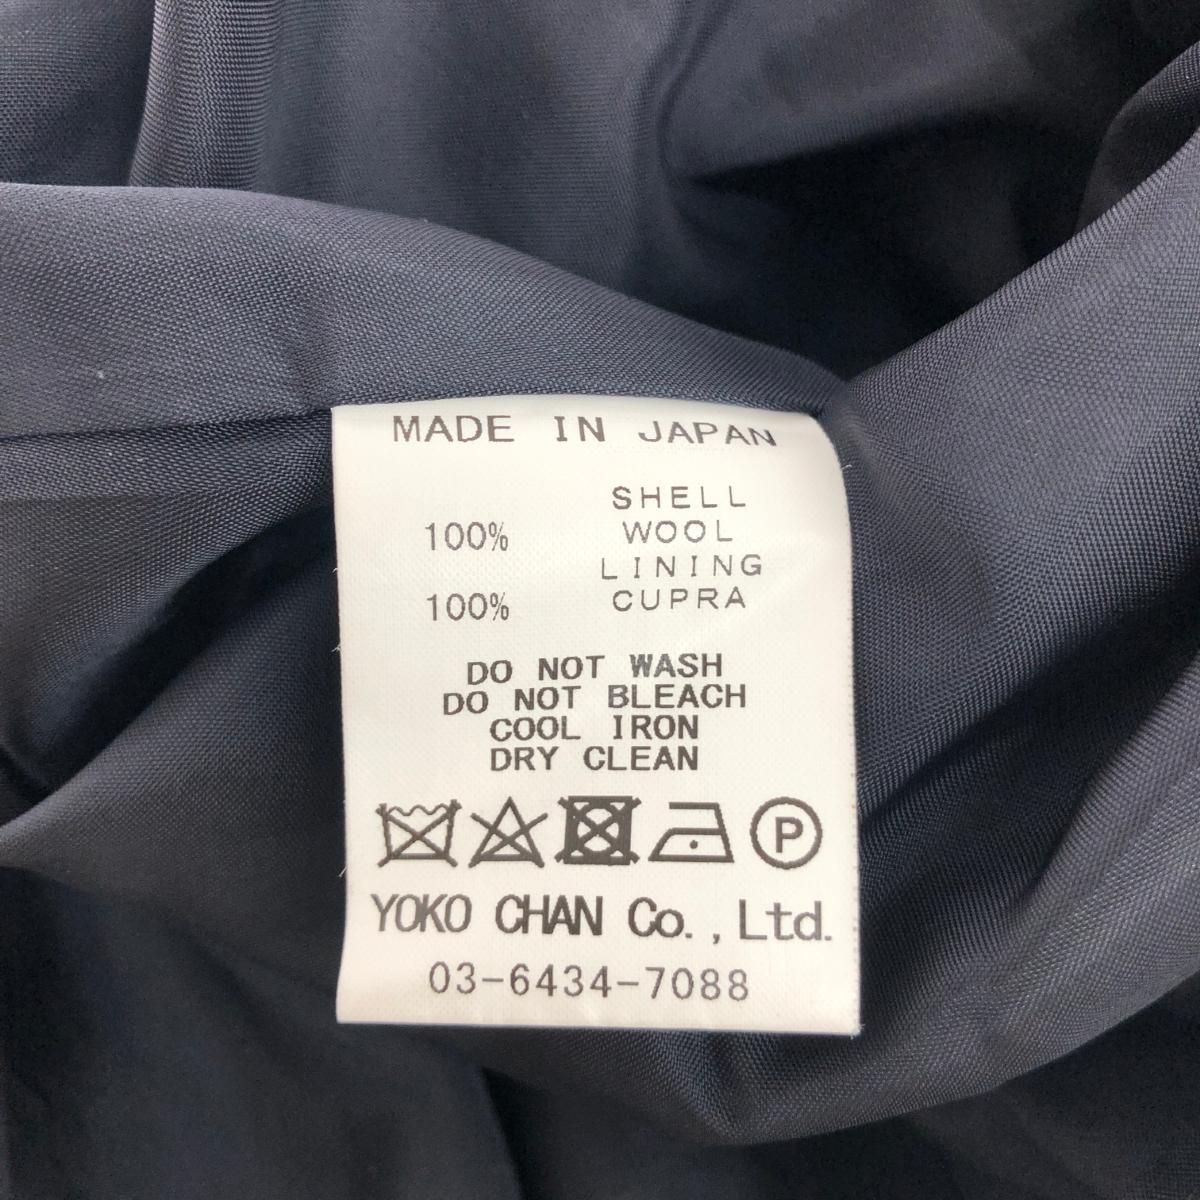 MADE IN JAPAN
SHELL
100% WOOL
LINING
100% CUPRA
DO NOT WASH
DO NOT BLEACH
COOL IRON
DRY CLEAN
P
YOKO CHAN Co., Ltd.
03-6434-7088